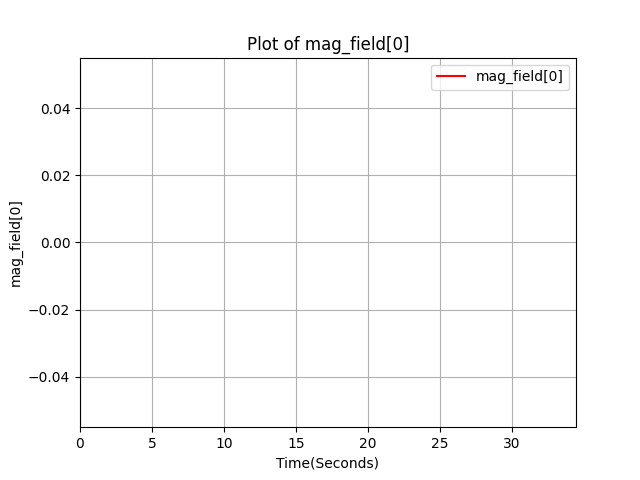 Plot of mag_field[0]
mag_field[0]
0.04
0.02
0.00
−0.02
−0.04
mag_field[0]
0 5 10 15 20 25 30
Time(Seconds)